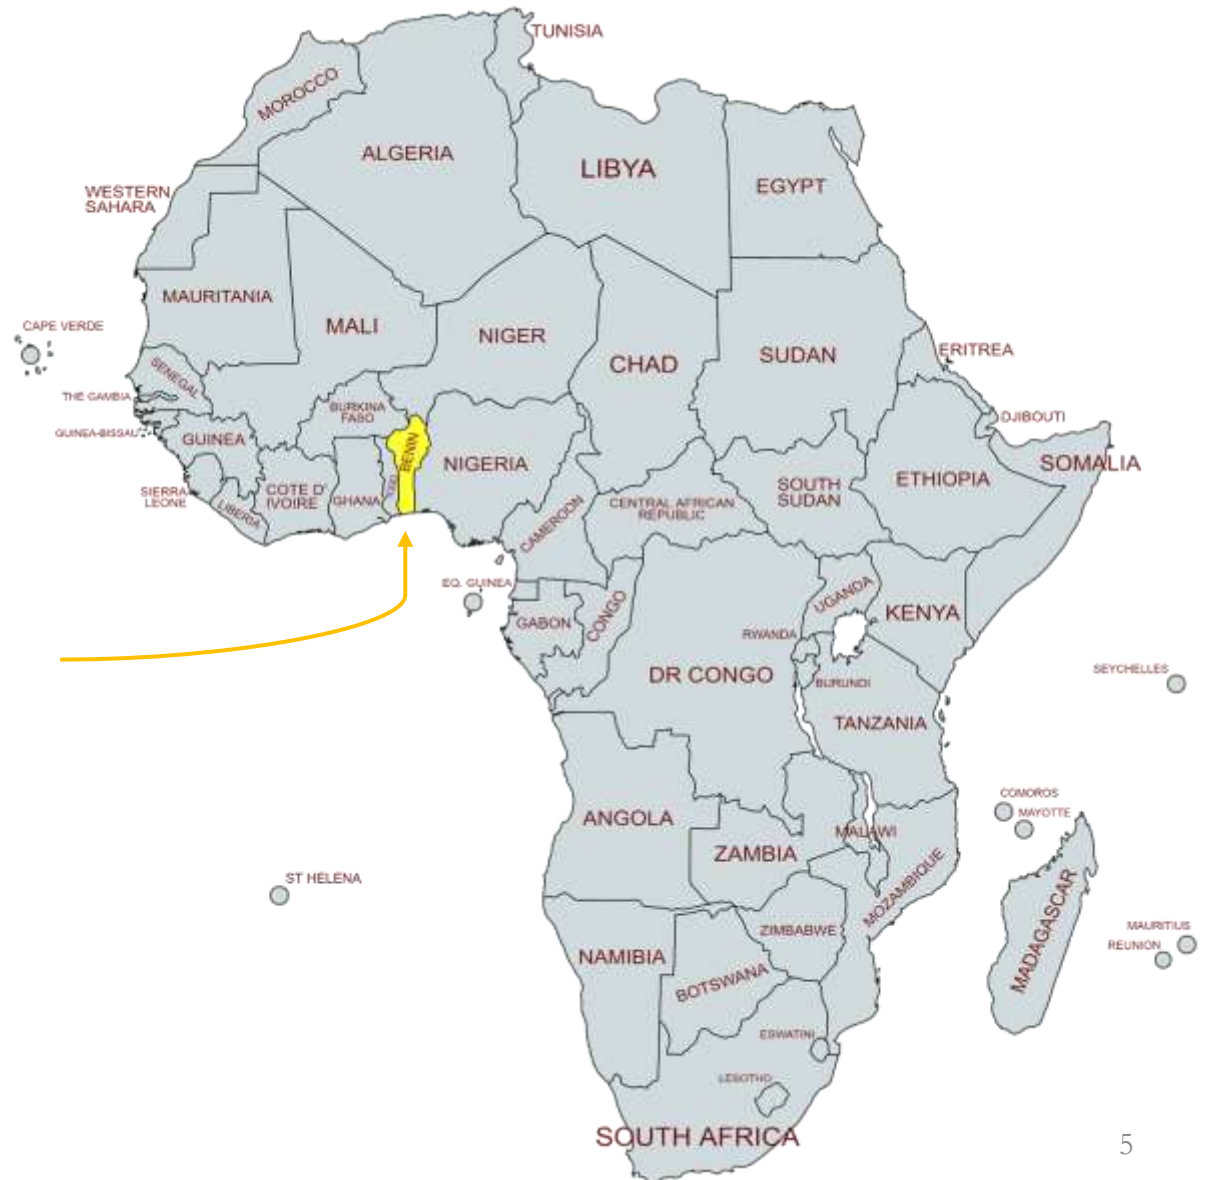 TUNISIA
MOROCCO
ALGERIA
LIBYA
EGYPT
WESTERN
SAHARA
MAURITANIA
MALI
NIGER
CHAD
SUDAN
ERITREA
CAPE VERDE
SENEGAL
THE GAMBIA
GUINEA-BISSAU
GUINEA
BURKINA
FASO
BENIN
NIGERIA
DJIBOUTI
SOMALIA
ETHIOPIA
SOUTH
SUDAN
CENTRAL AFRICAN
REPUBLIC
CAMEROON
SIERRA
LEONE
LIBERIA
COTE D'
IVOIRE
GHANA
TOGO
EQ. GUINEA
GABON
CONGO
UGANDA
KENYA
RWANDA
DR CONGO
BURUNDI
TANZANIA
SEYCHELLES
COMOROS
MAYOTTE
ANGOLA
ZAMBIA
MALAWI
MOZAMBIQUE
ST HELENA
MADAGASCAR
MAURITIUS
REUNION
NAMIBIA
ZIMBABWE
BOTSWANA
ESWATINI
LESOTHO
SOUTH AFRICA
5